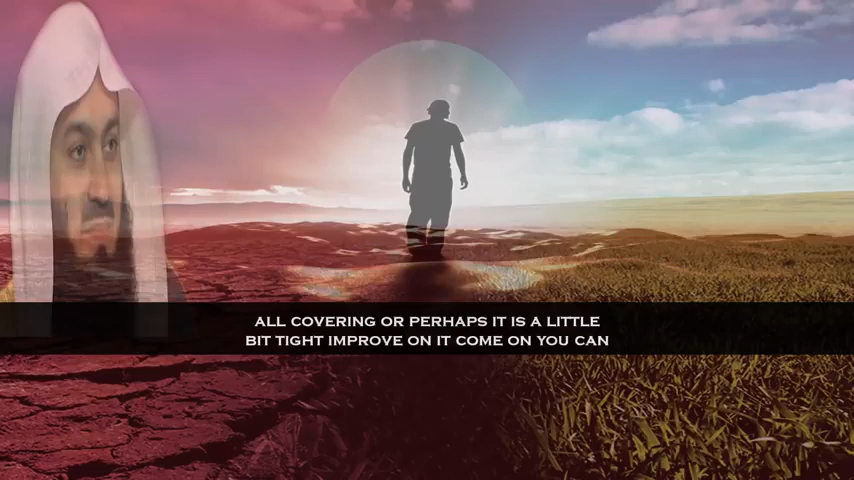 ALL COVERING OR PERHAPS IT IS A LITTLE
BIT TIGHT IMPROVE ON IT COME ON YOU CAN